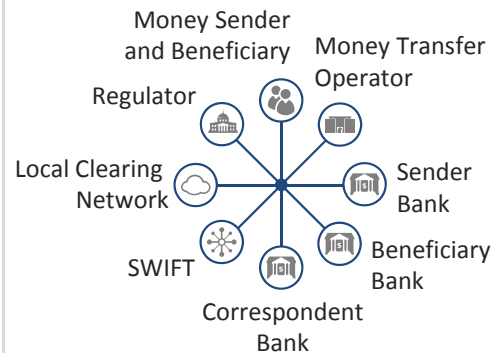 Money Sender
and Beneficiary
Money Transfer
Operator
Regulator
Local Clearing
Network
Sender
Bank
SWIFT
Beneficiary
Bank
Correspondent
Bank